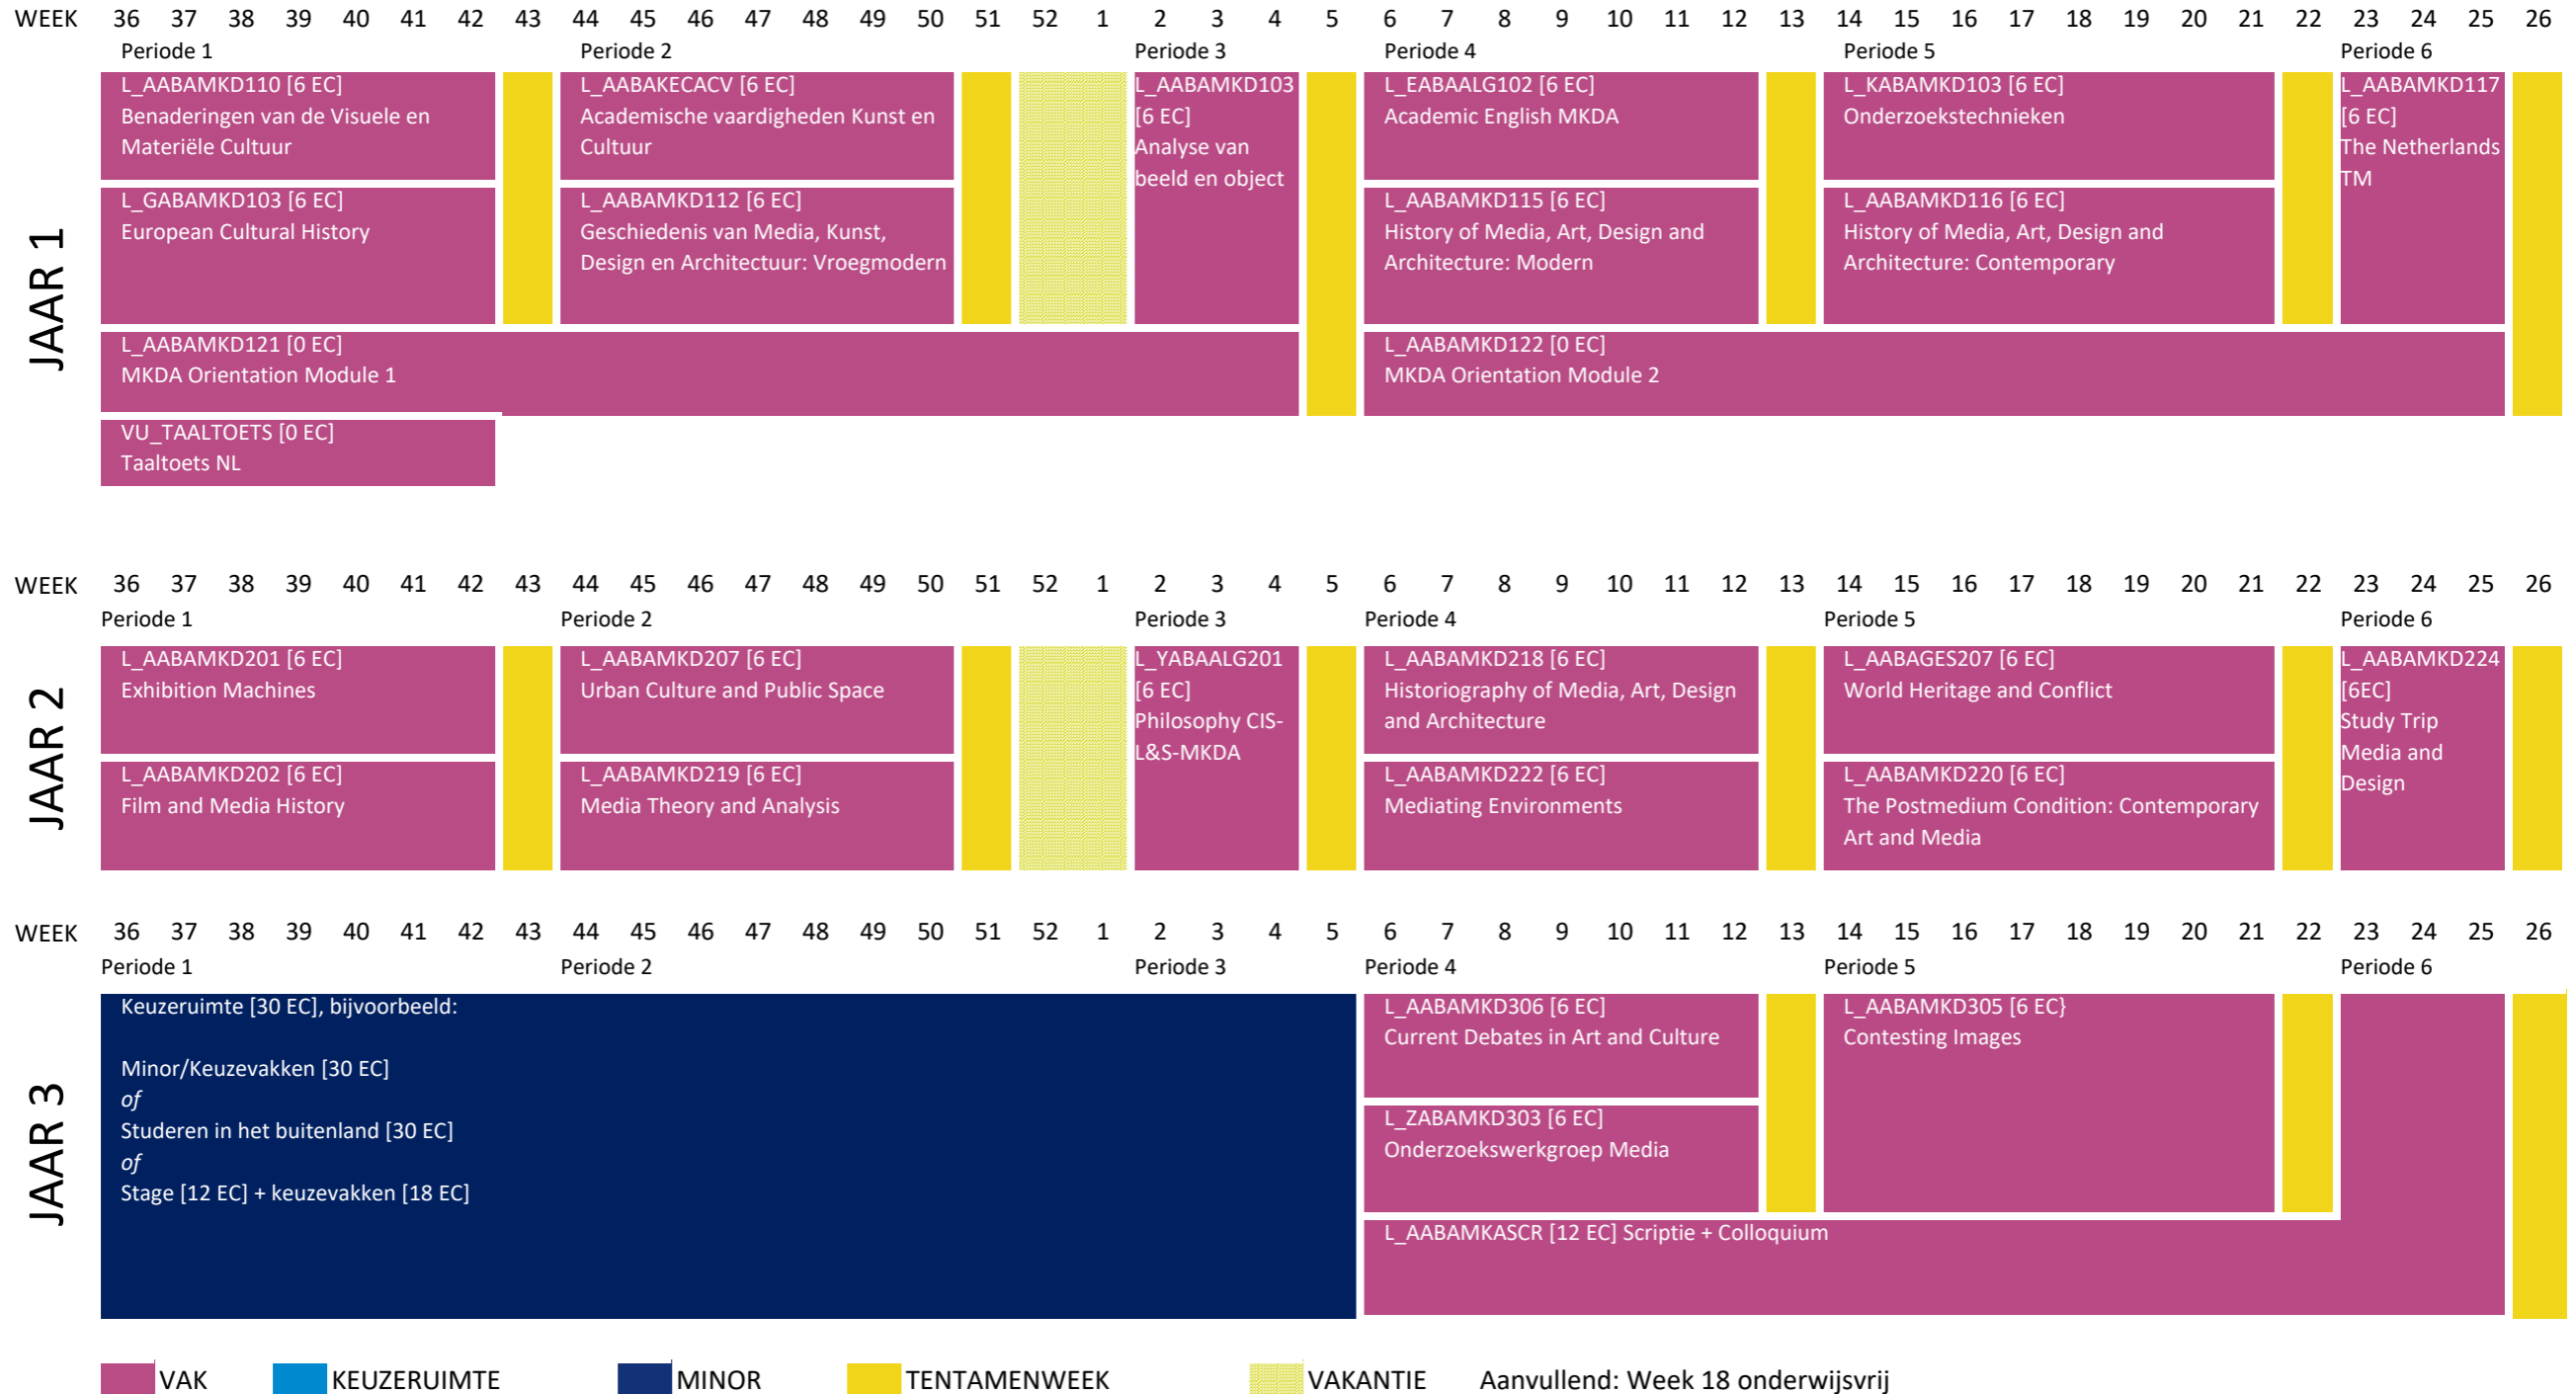 WEEK 36 37 38 39 40 41 42 43 44 45 46 47 48 49 50 51 52 1 2 3 4 5 6 7 8 9 10 11 12 13 14 15 16 17 18 19 20 21 22 23 24 25 26
Periode 1 Periode 2 Periode 3 Periode 4 Periode 5 Periode 6
JAAR 1
L_AABAMKD110 [6 EC]
Benaderingen van de Visuele en
Materiële Cultuur
L_GABAMKD103 [6 EC]
European Cultural History
L_AABAKECACV [6 EC]
Academische vaardigheden Kunst en
Cultuur
L_AABAMKD112 [6 EC]
Geschiedenis van Media, Kunst,
Design en Architectuur: Vroegmodern
L_AABAMKD103
[6 EC]
Analyse van
beeld en object
L_EABAALG102 [6 EC]
Academic English MKDA
L_AABAMKD115 [6 EC]
History of Media, Art, Design and
Architecture: Modern
L_KABAMKD103 [6 EC]
Onderzoekstechnieken
L_AABAMKD116 [6 EC]
History of Media, Art, Design and
Architecture: Contemporary
L_AABAMKD117
[6 EC]
The Netherlands
TM
L_AABAMKD121 [0 EC]
MKDA Orientation Module 1
L_AABAMKD122 [0 EC]
MKDA Orientation Module 2
VU_TAALTOETS [0 EC]
Taaltoets NL
WEEK 36 37 38 39 40 41 42 43 44 45 46 47 48 49 50 51 52 1 2 3 4 5 6 7 8 9 10 11 12 13 14 15 16 17 18 19 20 21 22 23 24 25 26
Periode 1 Periode 2 Periode 3 Periode 4 Periode 5 Periode 6
JAAR 2
L_AABAMKD201 [6 EC]
Exhibition Machines
L_AABAMKD202 [6 EC]
Film and Media History
L_AABAMKD207 [6 EC]
Urban Culture and Public Space
L_AABAMKD219 [6 EC]
Media Theory and Analysis
L_YABAALG201
[6 EC]
Philosophy CIS-
L&S-MKDA
L_AABAMKD218 [6 EC]
Historiography of Media, Art, Design
and Architecture
L_AABAMKD222 [6 EC]
Mediating Environments
L_AABAGES207 [6 EC]
World Heritage and Conflict
L_AABAMKD220 [6 EC]
The Postmedium Condition: Contemporary
Art and Media
L_AABAMKD224
[6EC]
Study Trip
Media and
Design
WEEK 36 37 38 39 40 41 42 43 44 45 46 47 48 49 50 51 52 1 2 3 4 5 6 7 8 9 10 11 12 13 14 15 16 17 18 19 20 21 22 23 24 25 26
Periode 1 Periode 2 Periode 3 Periode 4 Periode 5 Periode 6
JAAR 3
Keuzeruimte [30 EC], bijvoorbeeld:
Minor/Keuzevakken [30 EC]
of
Studeren in het buitenland [30 EC]
of
Stage [12 EC] + keuzevakken [18 EC]
L_AABAMKD306 [6 EC]
Current Debates in Art and Culture
L_ZABAMKD303 [6 EC]
Onderzoekswerkgroep Media
L_AABAMKD305 [6 EC}
Contesting Images
L_AABAMKASCR [12 EC] Scriptie + Colloquium
VAK KEUZERUIMTE MINOR TENTAMENWEEK VAKANTIE Aanvullend: Week 18 onderwijsvrij